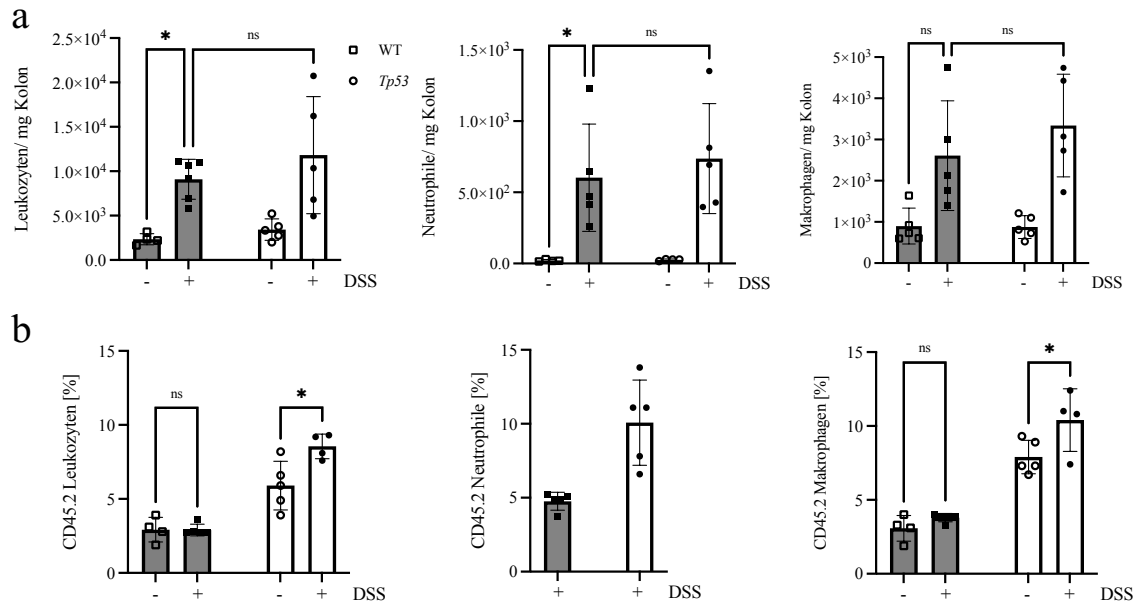 a
Leukozyten/ mg Kolon
2.5×10⁴
2.0×10⁴
1.5×10⁴
1.0×10⁴
5.0×10³
0.0
* ns
WT
Tp53
- + - + DSS
Neutrophile/ mg Kolon
1.5×10³
1.0×10³
5.0×10²
0.0
* ns
- + - + DSS
Makrophagen/ mg Kolon
5×10³
4×10³
3×10³
2×10³
1×10³
0
ns ns
- + - + DSS
b
CD45.2 Leukozyten [%]
15
10
5
0
ns *
- + - + DSS
CD45.2 Neutrophile [%]
15
10
5
0
+ + DSS
CD45.2 Makrophagen [%]
15
10
5
0
ns *
- + - + DSS